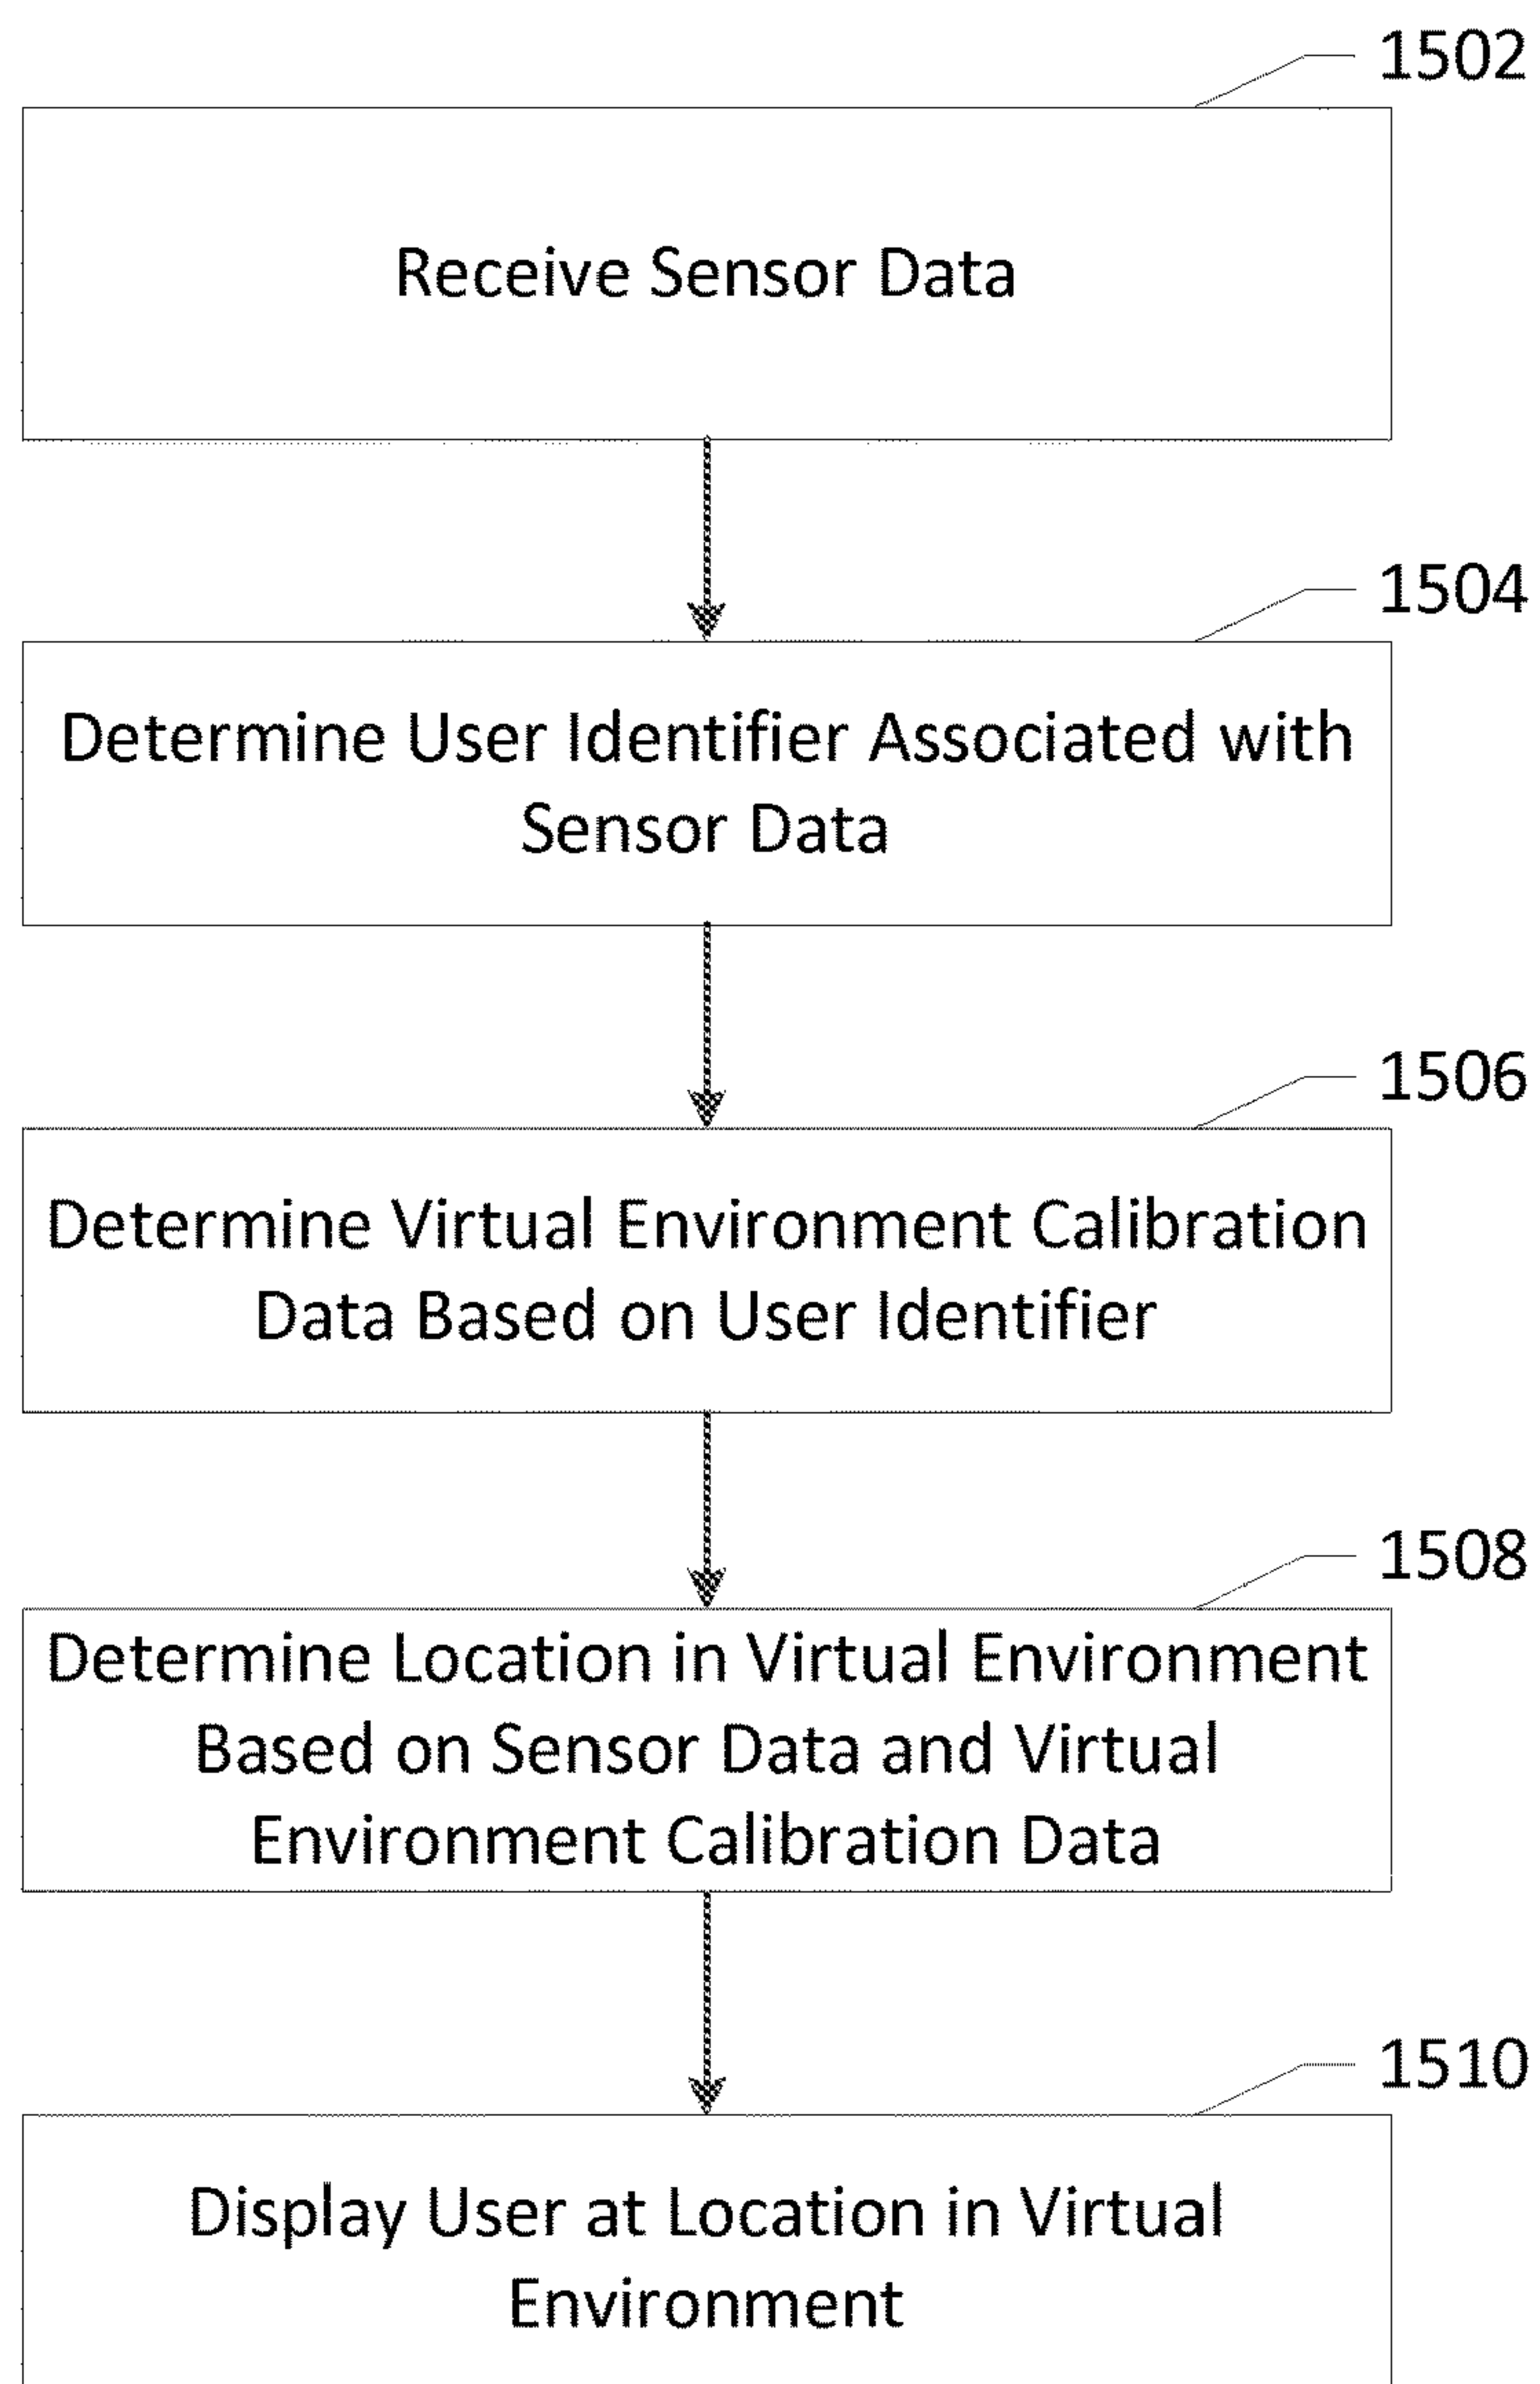 1502
Receive Sensor Data
1504
Determine User Identifier Associated with
Sensor Data
1506
Determine Virtual Environment Calibration
Data Based on User Identifier
1508
Determine Location in Virtual Environment
Based on Sensor Data and Virtual
Environment Calibration Data
1510
Display User at Location in Virtual
Environment